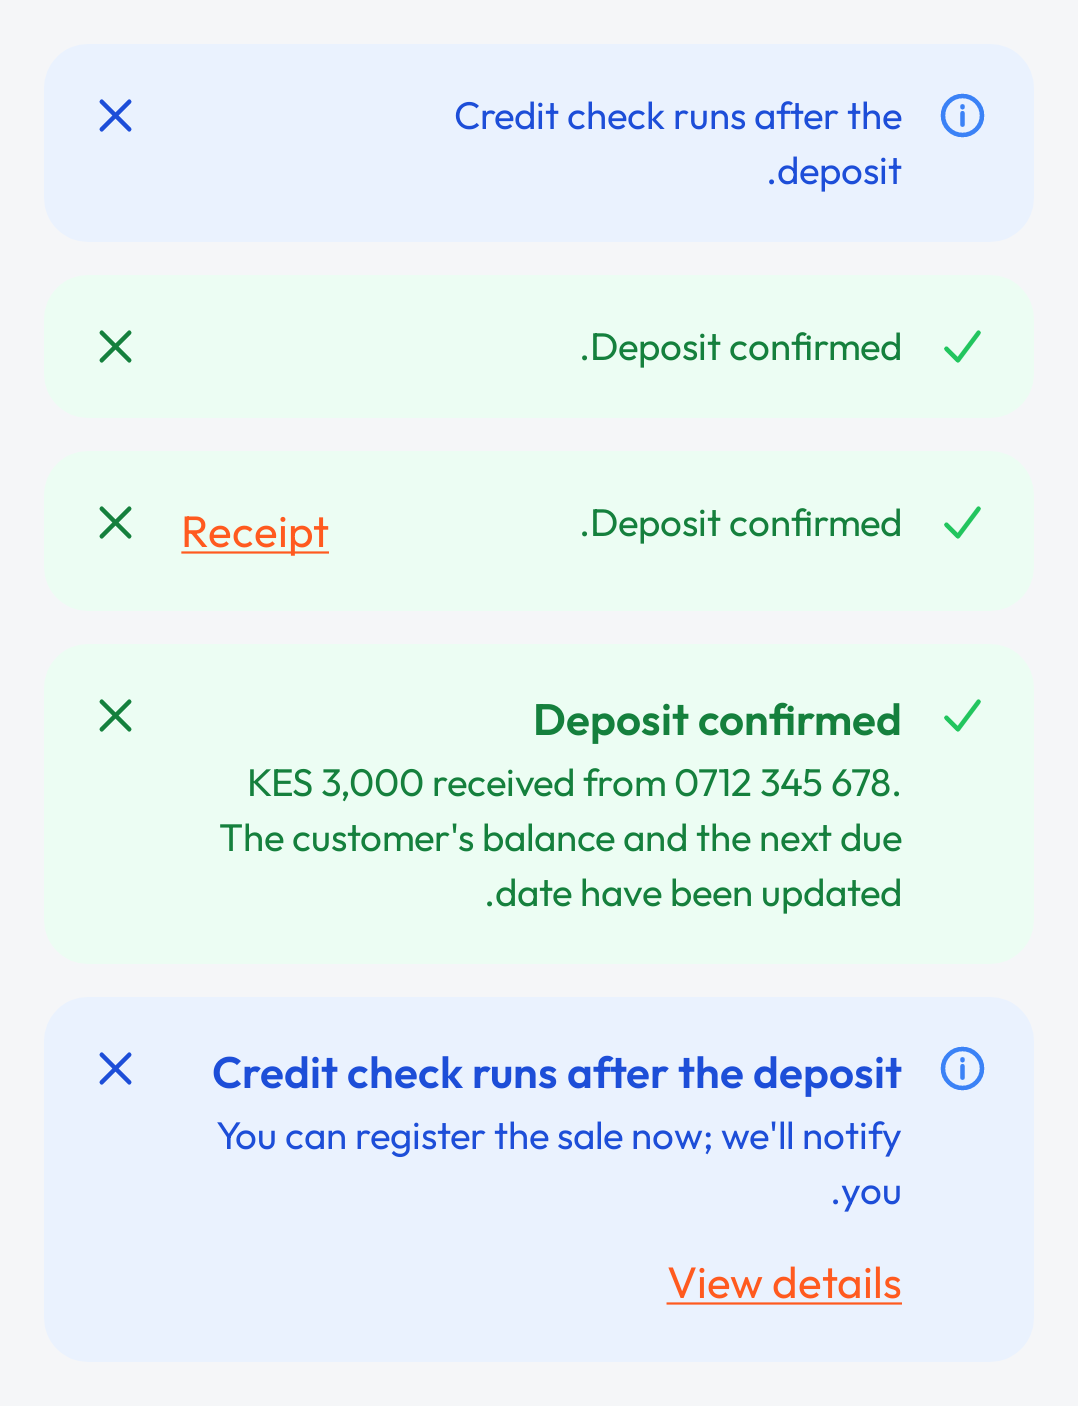 Credit check runs after the
.deposit
.Deposit confirmed
.Deposit confirmed
Receipt
Deposit confirmed
KES 3,000 received from 0712 345 678.
The customer's balance and the next due
.date have been updated
Credit check runs after the deposit
You can register the sale now; we'll notify
.you
View details